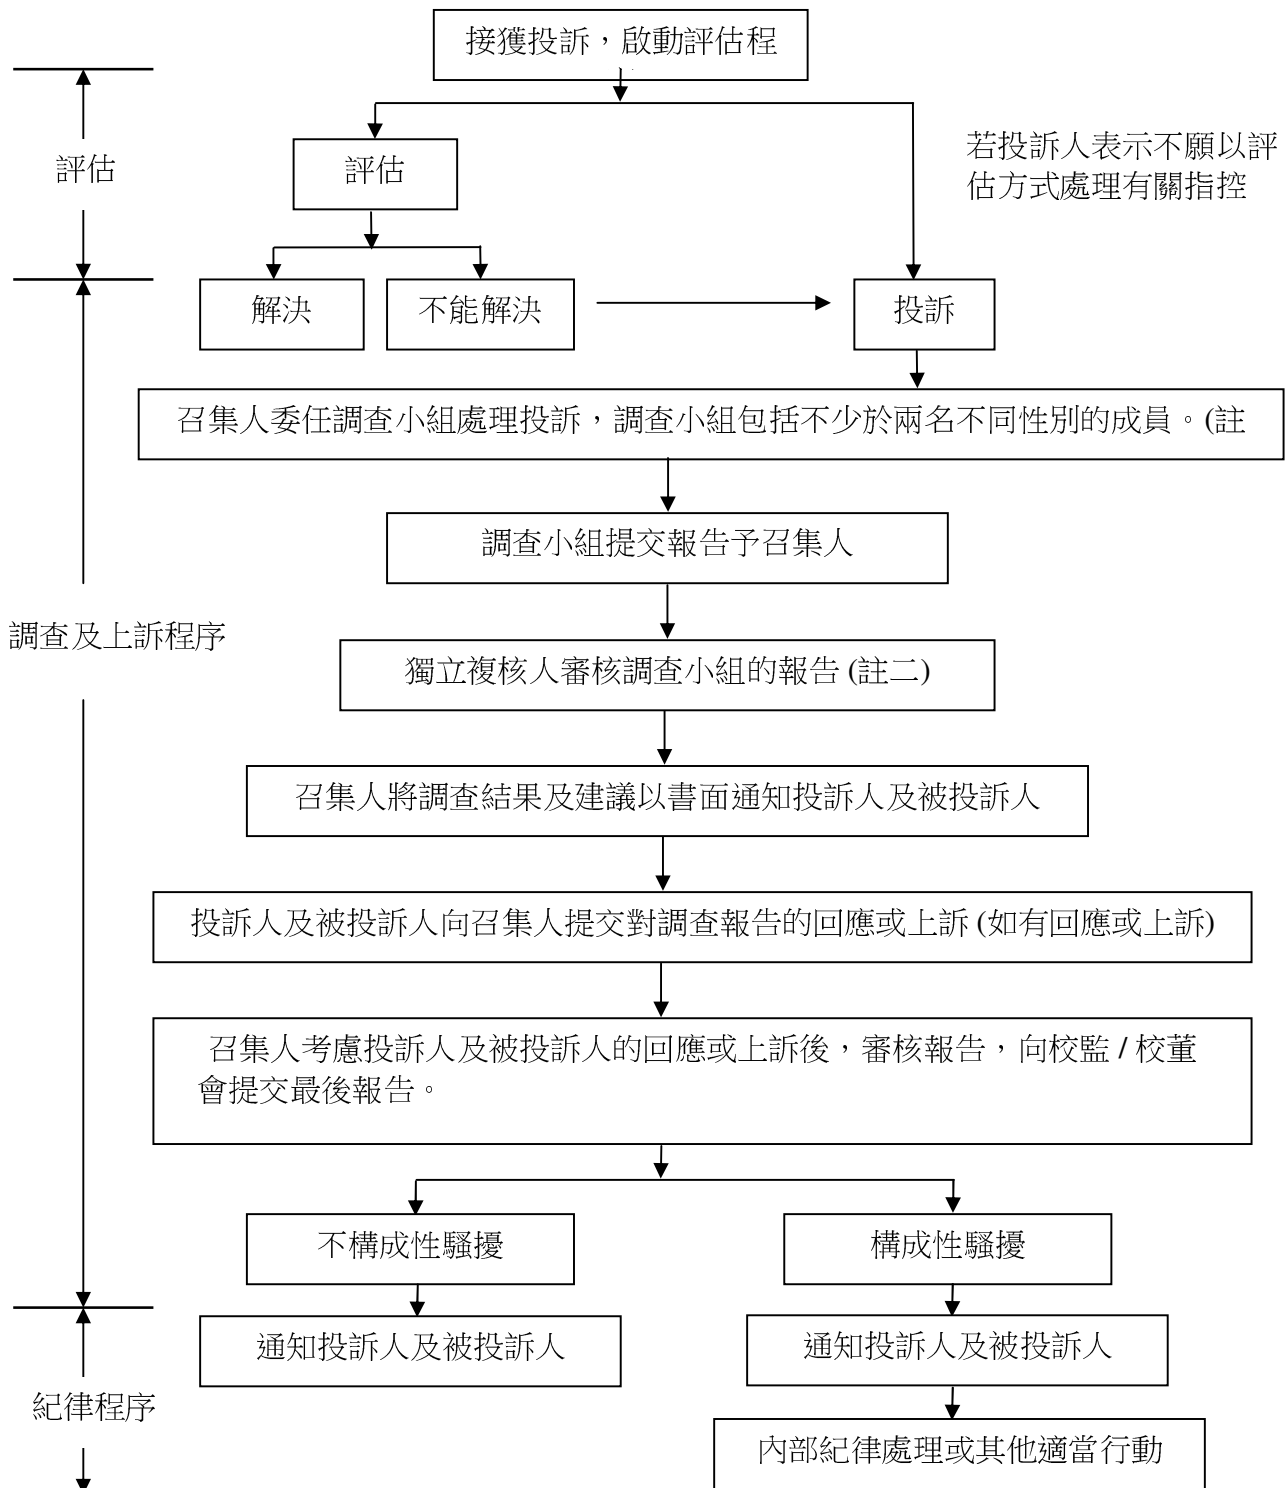 接獲投訴，啟動評估程
評估
評估
若投訴人表示不願以評
估方式處理有關指控
解決
不能解決
投訴
召集人委任調查小組處理投訴，調查小組包括不少於兩名不同性別的成員。(註
調查小組提交報告予召集人
調查及上訴程序
獨立複核人審核調查小組的報告 (註二)
召集人將調查結果及建議以書面通知投訴人及被投訴人
投訴人及被投訴人向召集人提交對調查報告的回應或上訴 (如有回應或上訴)
召集人考慮投訴人及被投訴人的回應或上訴後，審核報告，向校監 / 校董
會提交最後報告。
不構成性騷擾
構成性騷擾
通知投訴人及被投訴人
通知投訴人及被投訴人
紀律程序
內部紀律處理或其他適當行動